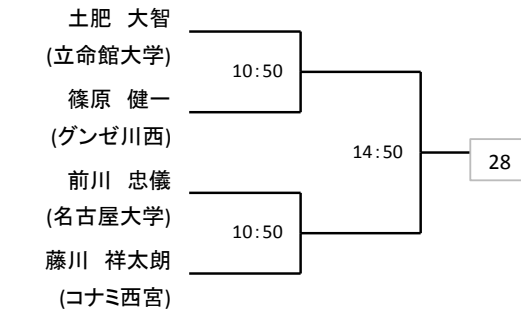 土肥　大智
(立命館大学)
10:50
篠原　健一
(グンゼ川西)
14:50
28
前川　忠儀
(名古屋大学)
10:50
藤川　祥太朗
(コナミ西宮)